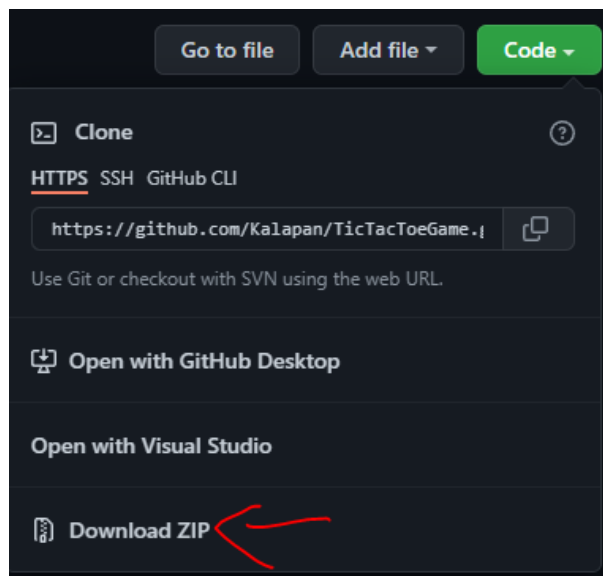 Go to file Add file Code
Clone
HTTPS SSH GitHub CLI
https://github.com/Kalapan/TicTacToeGame.g
Use Git or checkout with SVN using the web URL.
Open with GitHub Desktop
Open with Visual Studio
Download ZIP